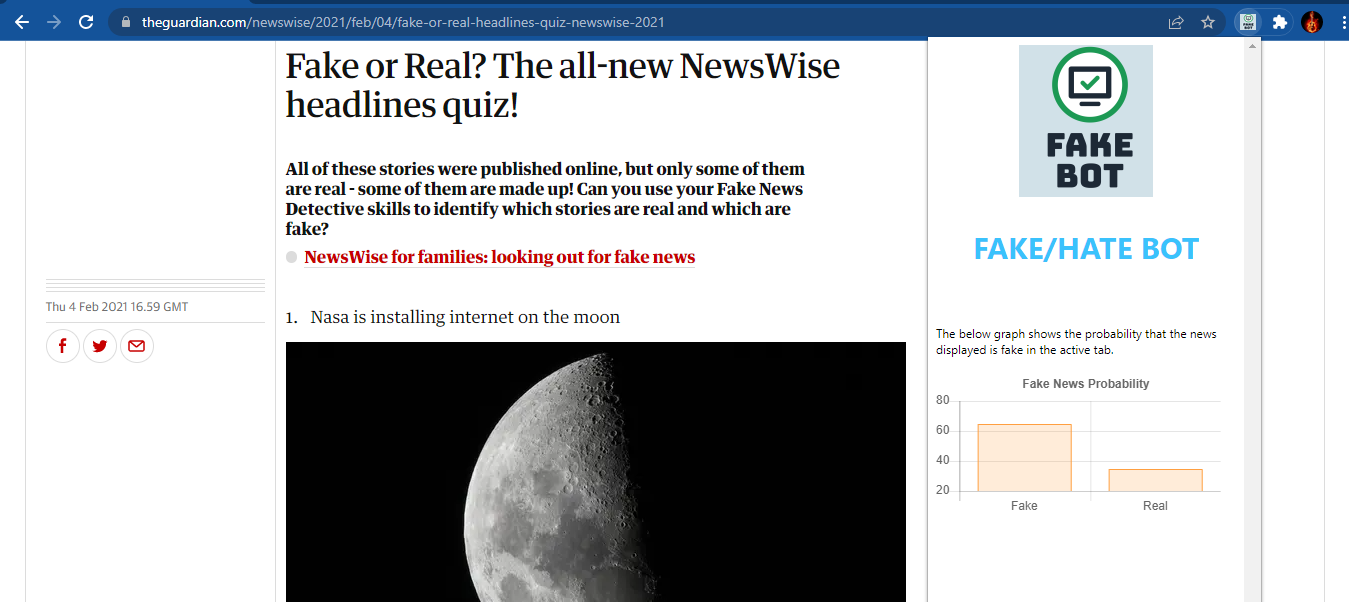 theguardian.com/newswise/2021/feb/04/fake-or-real-headlines-quiz-newswise-2021
Fake or Real? The all-new NewsWise
headlines quiz!
All of these stories were published online, but only some of them
are real - some of them are made up! Can you use your Fake News
Detective skills to identify which stories are real and which are
fake?
NewsWise for families: looking out for fake news
Thu 4 Feb 2021 16.59 GMT
1. Nasa is installing internet on the moon
FAKE
BOT
FAKE/HATE BOT
The below graph shows the probability that the news
displayed is fake in the active tab.
Fake News Probability
80
60
40
20
Fake Real